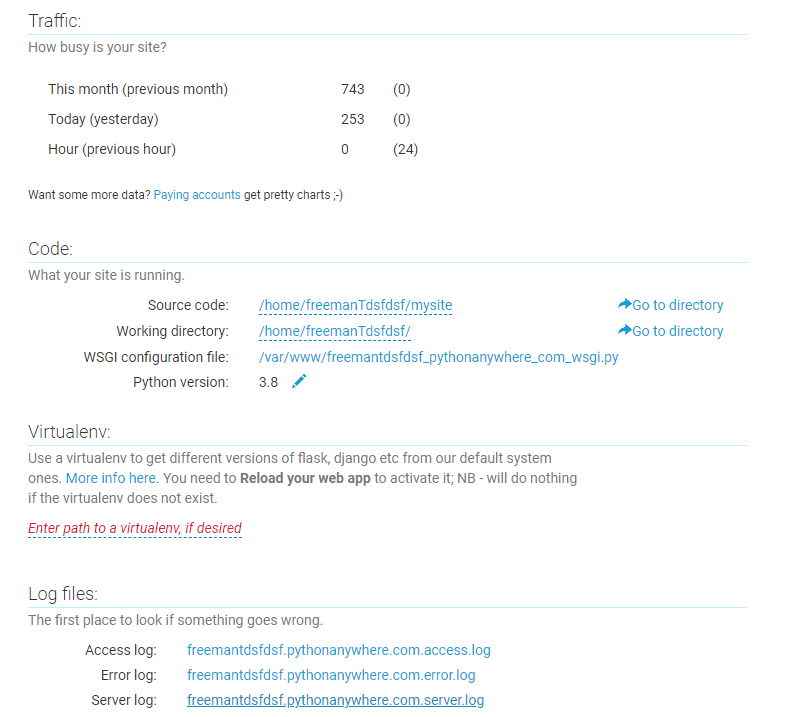 Traffic:
How busy is your site?
This month (previous month) 743 (0)
Today (yesterday) 253 (0)
Hour (previous hour) 0 (24)
Want some more data? Paying accounts get pretty charts ;-)
Code:
What your site is running.
Source code: /home/freemanTdsfdsf/mysite Go to directory
Working directory: /home/freemanTdsfdsf/ Go to directory
WSGI configuration file: /var/www/freemantdsfdsf_pythonanywhere_com_wsgi.py
Python version: 3.8
Virtualenv:
Use a virtualenv to get different versions of flask, django etc from our default system
ones. More info here. You need to Reload your web app to activate it; NB - will do nothing
if the virtualenv does not exist.
Enter path to a virtualenv, if desired
Log files:
The first place to look if something goes wrong.
Access log: freemantdsfdsf.pythonanywhere.com.access.log
Error log: freemantdsfdsf.pythonanywhere.com.error.log
Server log: freemantdsfdsf.pythonanywhere.com.server.log